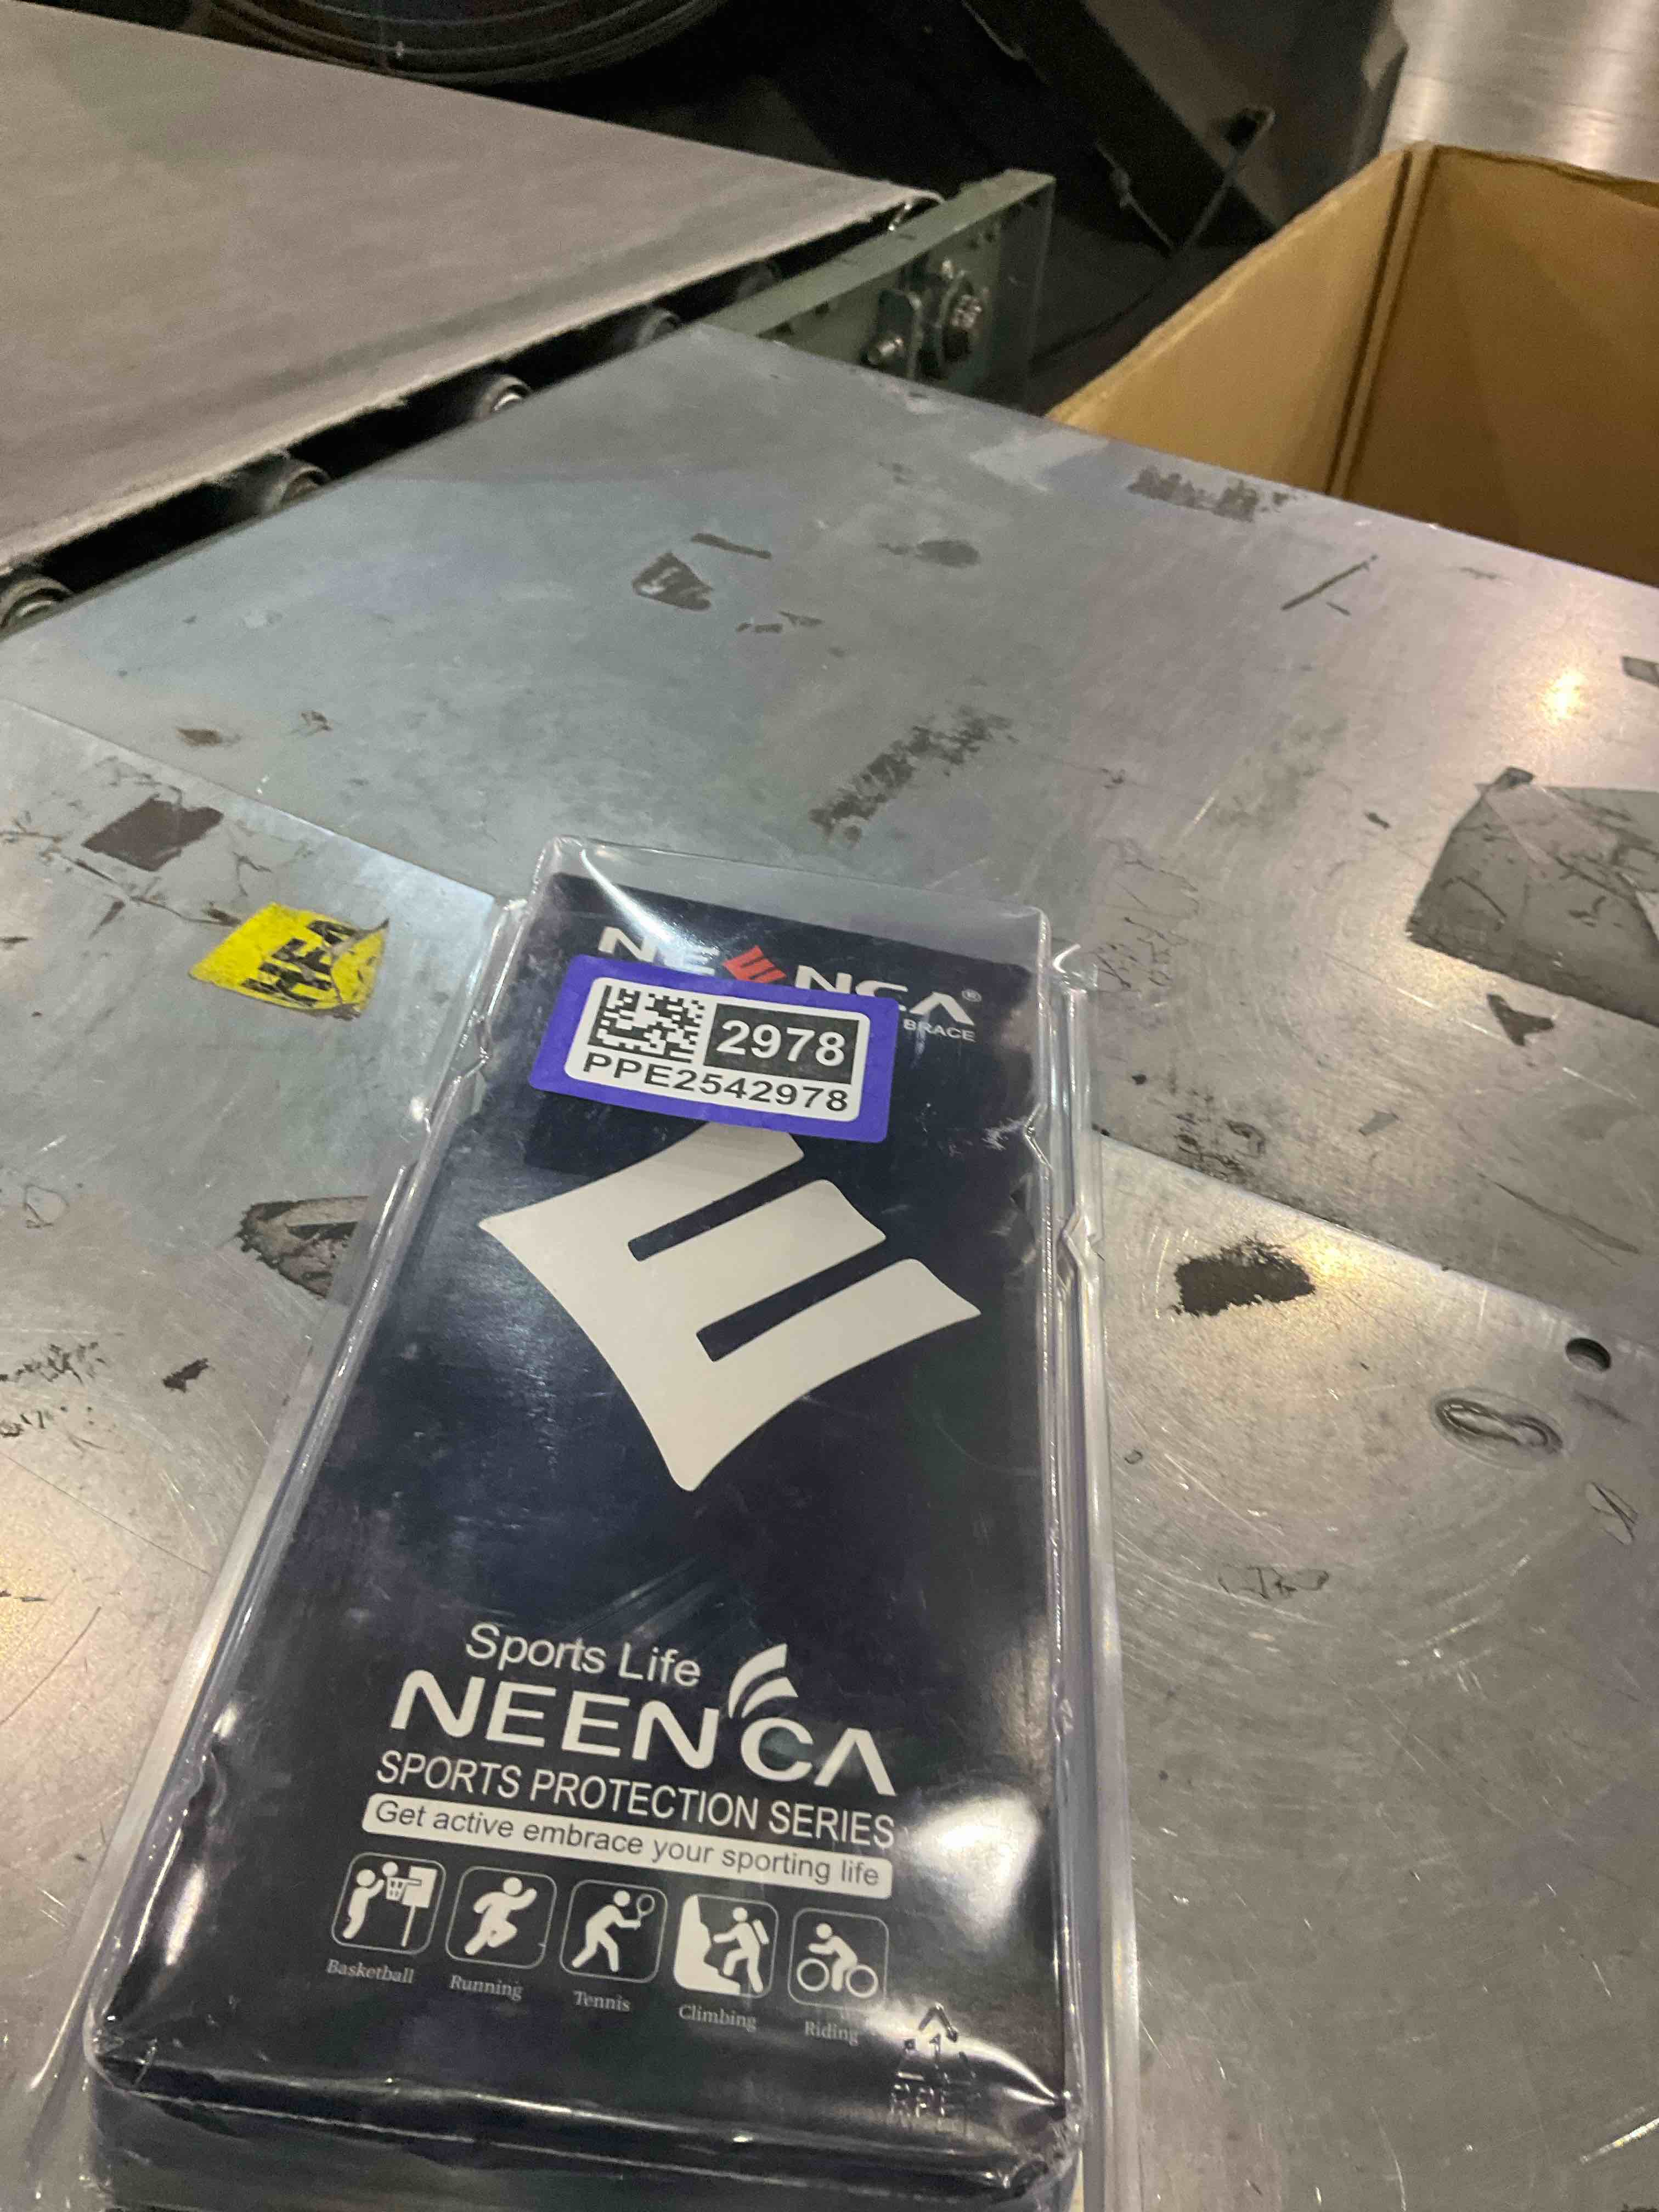 NEENCA®
BRACE
2978
PPE2542978
Sports Life
NEENCA
SPORTS PROTECTION SERIES
Get active embrace your sporting life
Basketball
Running
Tennis
Climbing
Riding
1